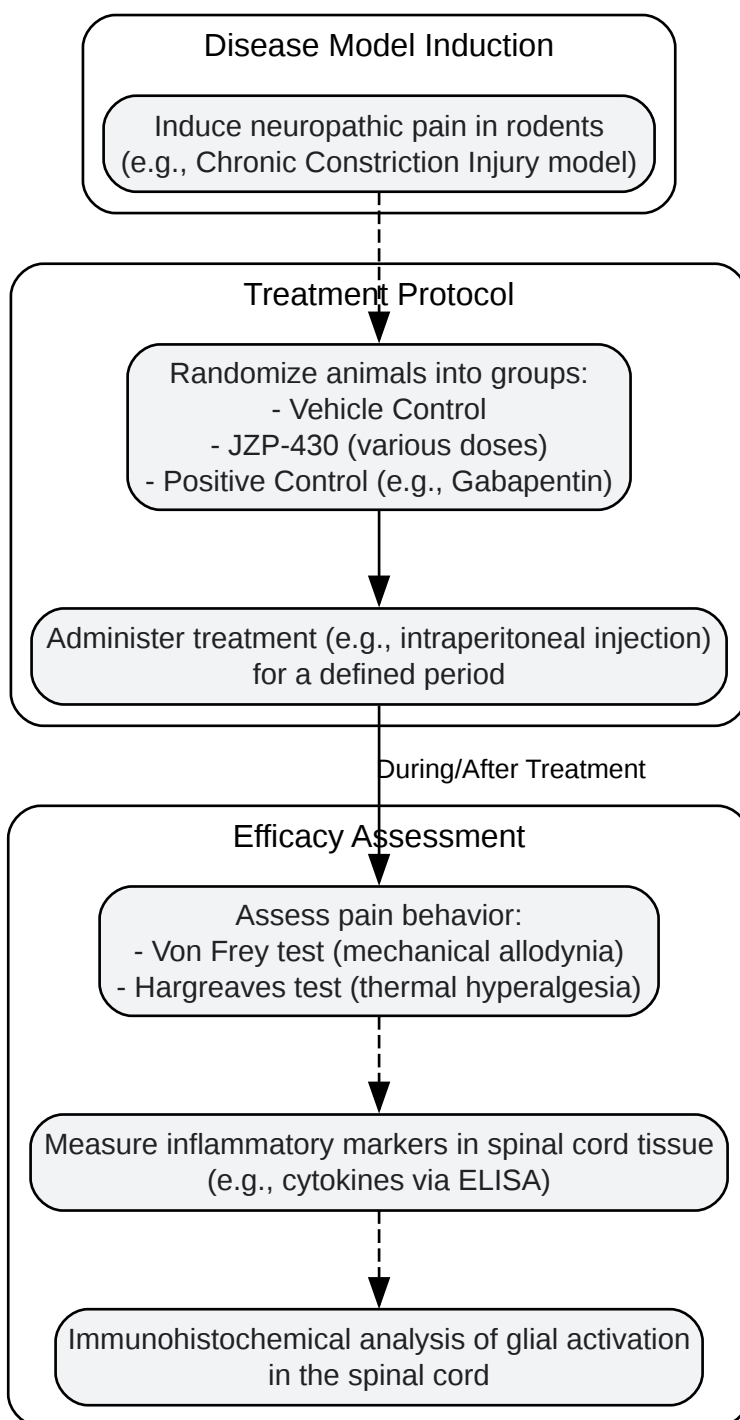 Disease Model Induction
Induce neuropathic pain in rodents
(e.g., Chronic Constriction Injury model)
Treatment Protocol
Randomize animals into groups:
- Vehicle Control
- JZP-430 (various doses)
- Positive Control (e.g., Gabapentin)
Administer treatment (e.g., intraperitoneal injection)
for a defined period
During/After Treatment
Efficacy Assessment
Assess pain behavior:
- Von Frey test (mechanical allodynia)
- Hargreaves test (thermal hyperalgesia)
Measure inflammatory markers in spinal cord tissue
(e.g., cytokines via ELISA)
Immunohistochemical analysis of glial activation
in the spinal cord